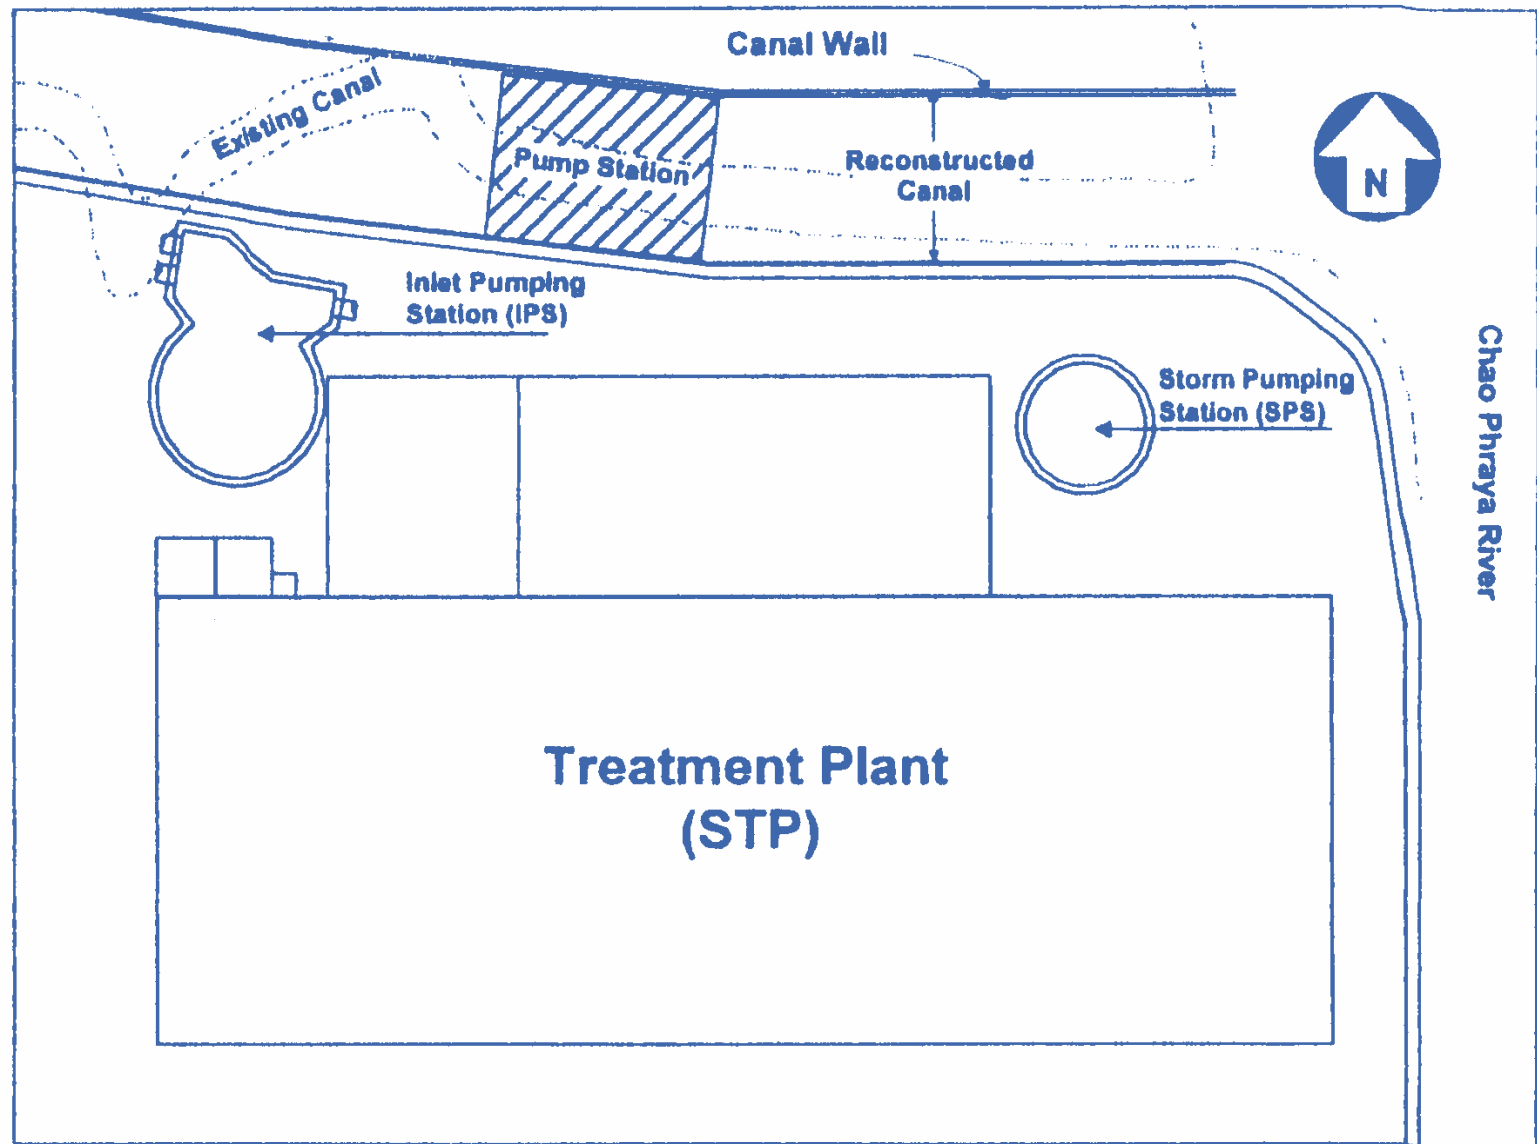 Canal Wall
Existing Canal
Pump Station
Reconstructed
Canal
N
Inlet Pumping
Station (IPS)
Storm Pumping
Station (SPS)
Chao Phraya River
Treatment Plant
(STP)